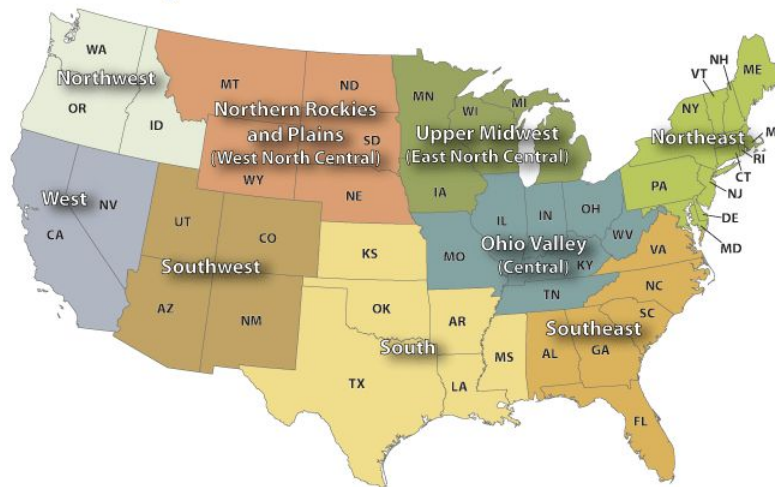 WA
Northwest
OR
ID
MT
ND
Northern Rockies
and Plains
(West North Central)
SD
WY
NE
MN
WI
MI
Upper Midwest
(East North Central)
IA
NH
VT
ME
NY
Northeast
M
RI
CT
PA
NJ
DE
MD
West
NV
CA
UT
CO
Southwest
AZ
NM
KS
OK
AR
South
TX
LA
MS
IL
IN
OH
WV
Ohio Valley
(Central)
MO
KY
TN
VA
NC
SC
Southeast
AL
GA
FL